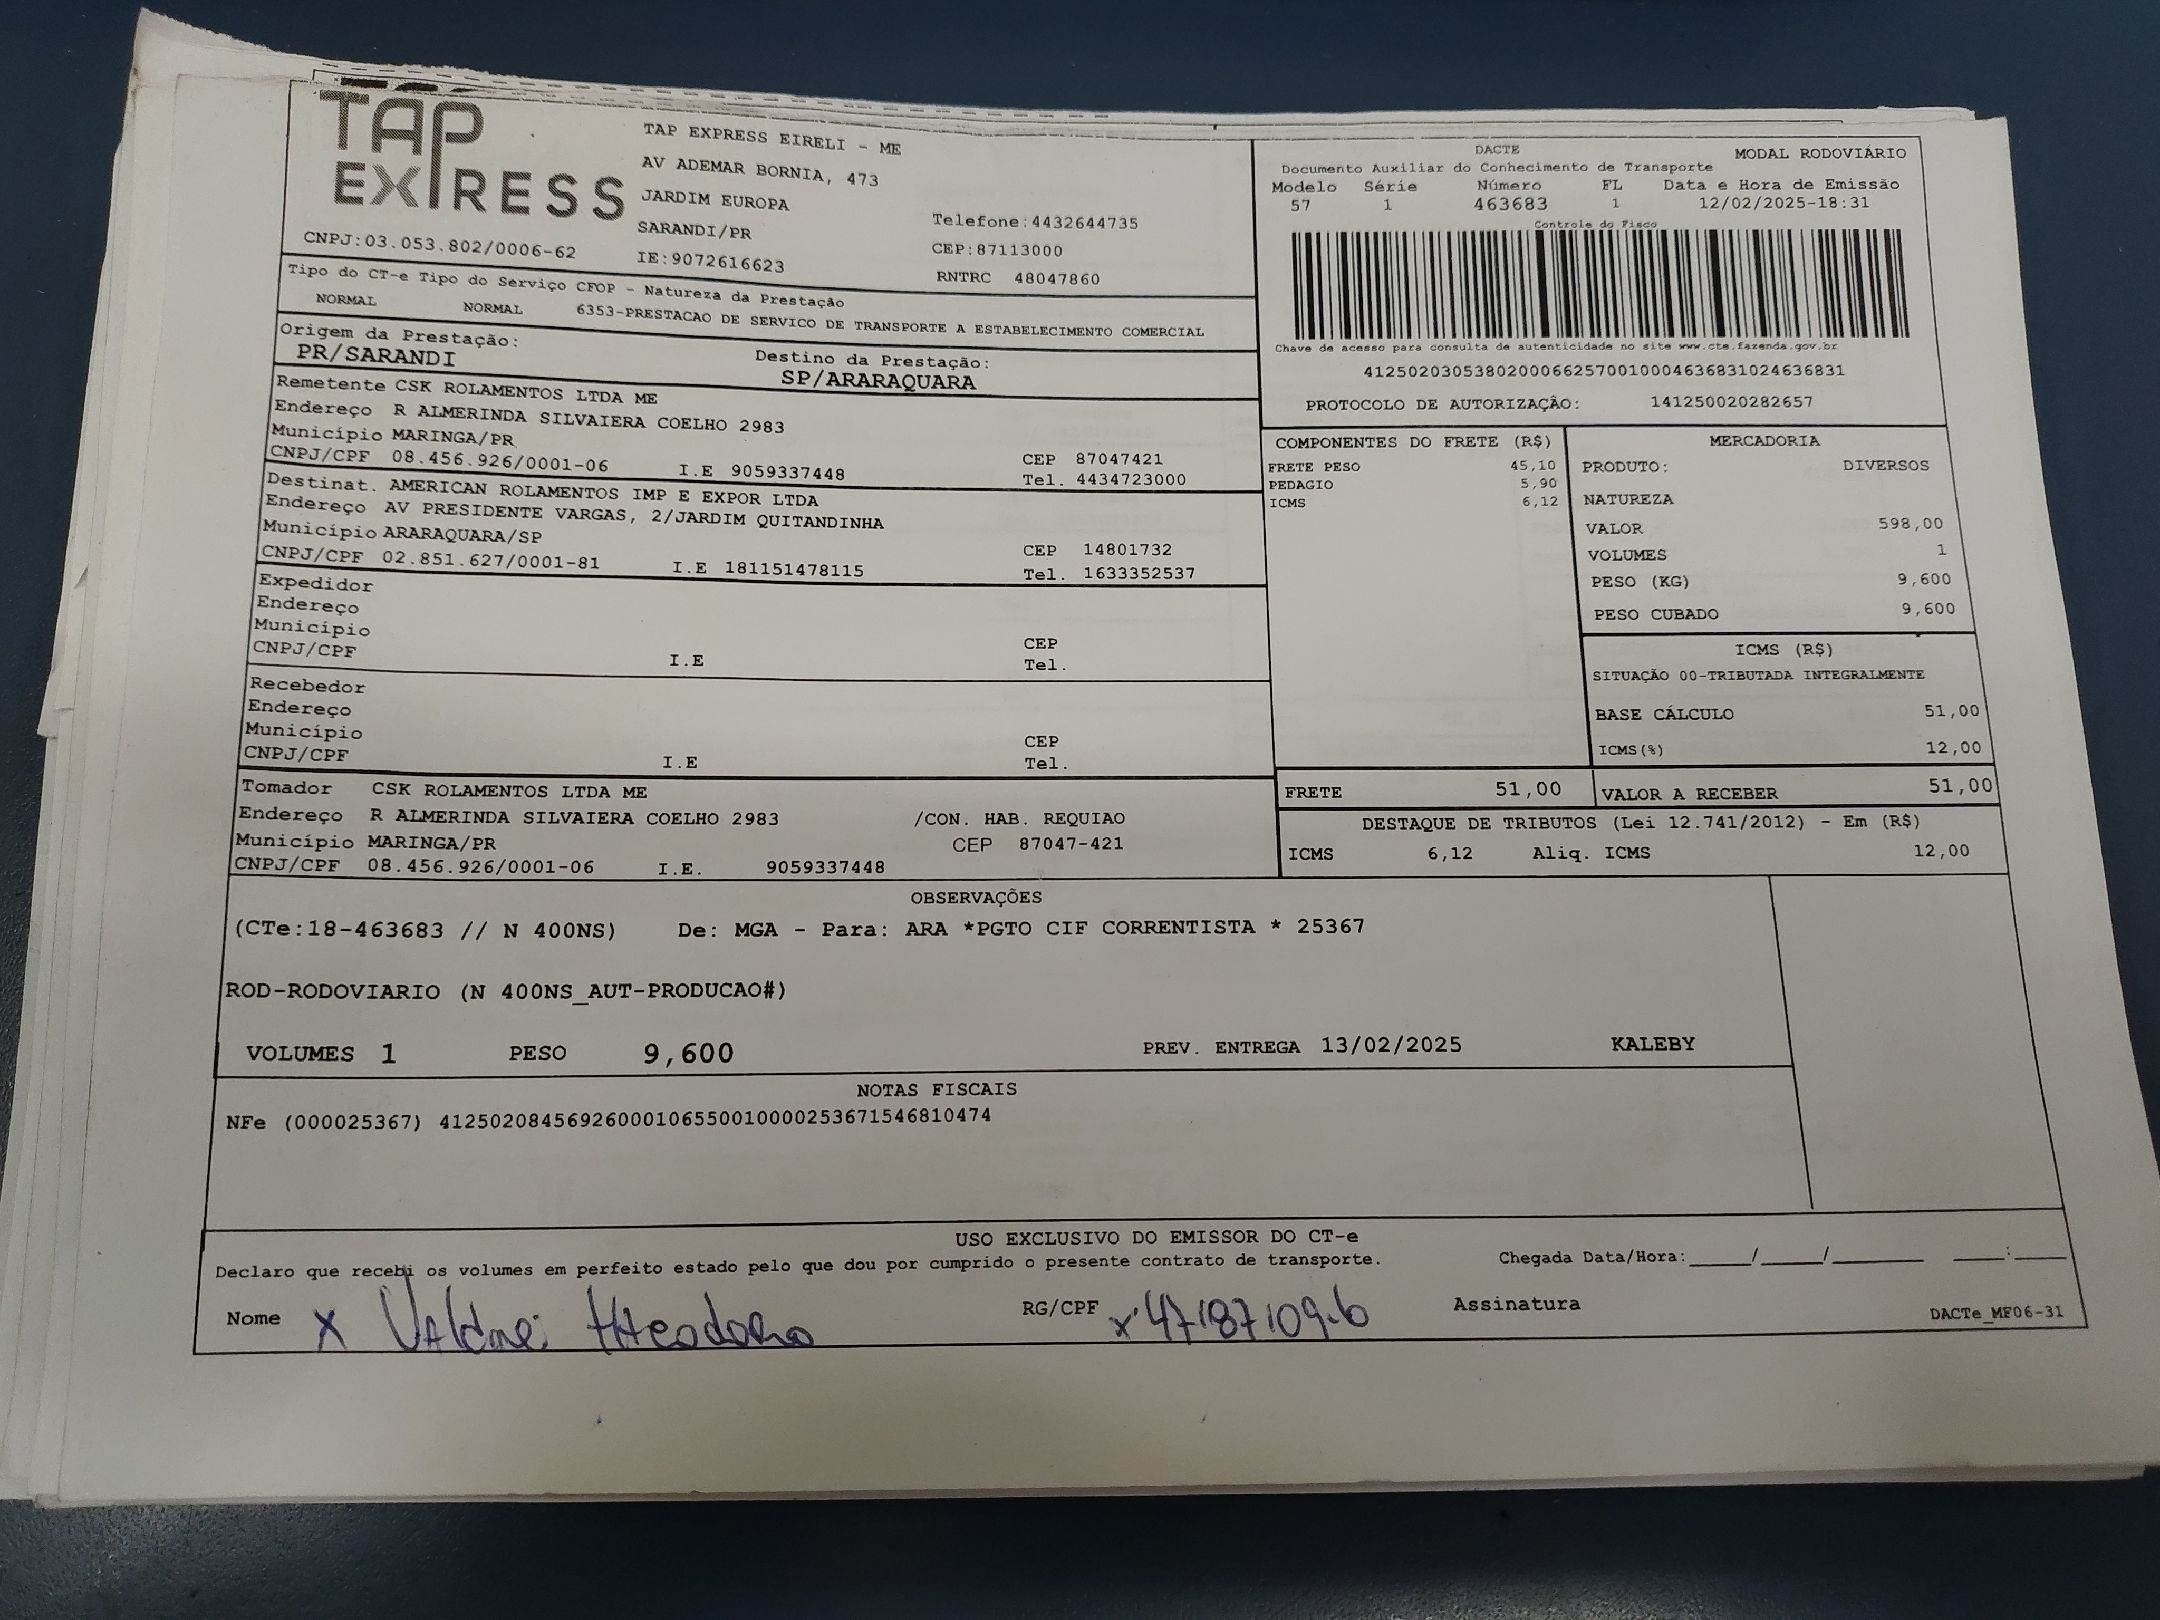 TAP
EXPRESS
CNPJ:03.053.802/0006-62
TAP EXPRESS EIRELI - ME
AV ADEMAR BORNIA, 473
JARDIM EUROPA
SARANDI/PR
IE:9072616623
Telefone:4432644735
CEP:87113000
RNTRC 48047860
DACTE
MODAL RODOVIÁRIO
Documento Auxiliar do Conhecimento de Transporte
Modelo Série Número FL Data e Hora de Emissão
57 1 463683 1 12/02/2025-18:31
Controle do Fisco
Chave de acesso para consulta de autenticidade no site www.cte.fazenda.gov.br
41250203053802000662570010004636831024636831
PROTOCOLO DE AUTORIZAÇÃO: 141250020282657
Tipo do CT-e Tipo do Serviço CFOP - Natureza da Prestação
NORMAL NORMAL 6353-PRESTACAO DE SERVICO DE TRANSPORTE A ESTABELECIMENTO COMERCIAL
Origem da Prestação: Destino da Prestação:
PR/SARANDI SP/ARARAQUARA
Remetente CSK ROLAMENTOS LTDA ME
Endereço R ALMERINDA SILVAIERA COELHO 2983
Município MARINGA/PR CEP 87047421
CNPJ/CPF 08.456.926/0001-06 I.E 9059337448 Tel. 4434723000
Destinat. AMERICAN ROLAMENTOS IMP E EXPOR LTDA
Endereço AV PRESIDENTE VARGAS, 2/JARDIM QUITANDINHA
Município ARARAQUARA/SP CEP 14801732
CNPJ/CPF 02.851.627/0001-81 I.E 181151478115 Tel. 1633352537
Expedidor
Endereço
Município CEP
CNPJ/CPF I.E Tel.
Recebedor
Endereço
Município CEP
CNPJ/CPF I.E Tel.
Tomador CSK ROLAMENTOS LTDA ME
Endereço R ALMERINDA SILVAIERA COELHO 2983 /CON. HAB. REQUIAO
Município MARINGA/PR CEP 87047-421
CNPJ/CPF 08.456.926/0001-06 I.E. 9059337448
COMPONENTES DO FRETE (R$)
FRETE PESO 45,10
PEDAGIO 5,90
ICMS 6,12
MERCADORIA
PRODUTO: DIVERSOS
NATUREZA
VALOR 598,00
VOLUMES 1
PESO (KG) 9,600
PESO CUBADO 9,600
ICMS (R$)
SITUAÇÃO 00-TRIBUTADA INTEGRALMENTE
BASE CÁLCULO 51,00
ICMS(%) 12,00
FRETE 51,00 VALOR A RECEBER 51,00
DESTAQUE DE TRIBUTOS (Lei 12.741/2012) - Em (R$)
ICMS 6,12 Aliq. ICMS 12,00
OBSERVAÇÕES
(CTe:18-463683 // N 400NS) De: MGA - Para: ARA *PGTO CIF CORRENTISTA * 25367
ROD-RODOVIARIO (N 400NS_AUT-PRODUCAO#)
VOLUMES 1 PESO 9,600 PREV. ENTREGA 13/02/2025 KALEBY
NOTAS FISCAIS
NFe (000025367) 41250208456926000106550010000253671546810474
USO EXCLUSIVO DO EMISSOR DO CT-e
Declaro que recebi os volumes em perfeito estado pelo que dou por cumprido o presente contrato de transporte. Chegada Data/Hora:_____/_____/_______ ____:____
Nome x Valdinei RG/CPF x 47187109-6 Assinatura
DACTe_MF06-31